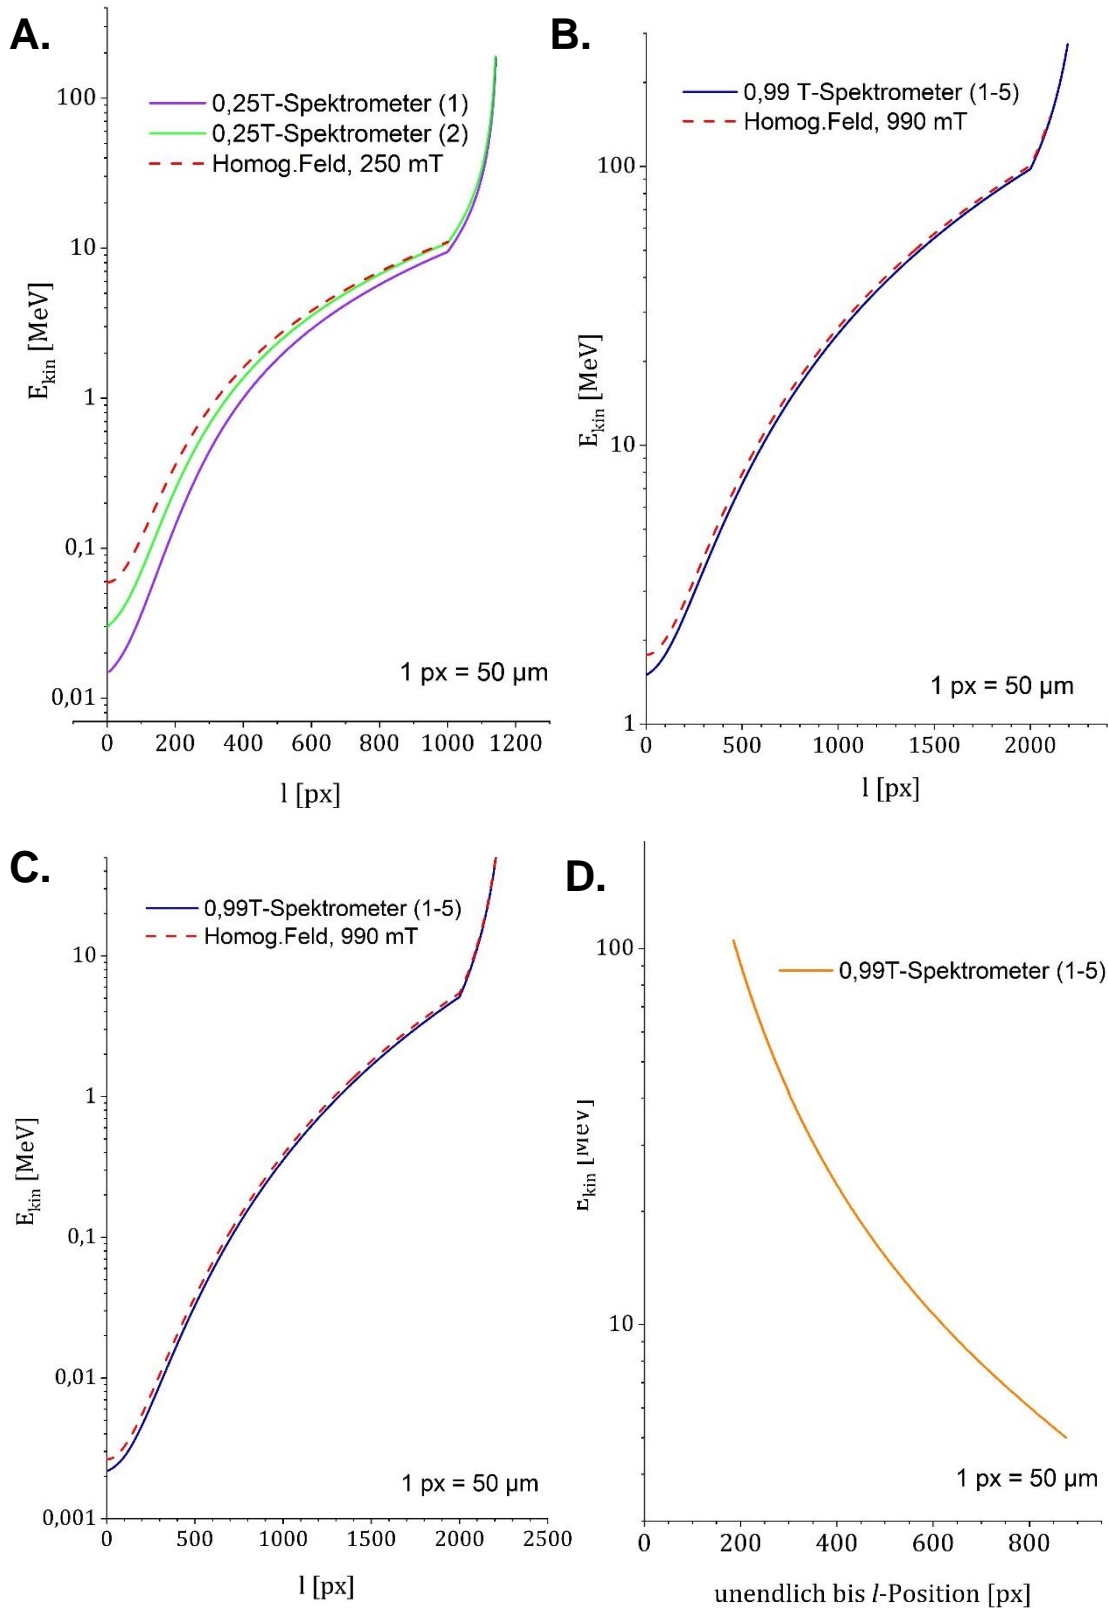 A.
0,25T-Spektrometer (1)
0,25T-Spektrometer (2)
Homog.Feld, 250 mT
100
10
1
0,1
0,01
E_kin [MeV]
1 px = 50 µm
0 200 400 600 800 1000 1200
l [px]
B.
0,99 T-Spektrometer (1-5)
Homog.Feld, 990 mT
100
10
1
E_kin [MeV]
1 px = 50 µm
0 500 1000 1500 2000
l [px]
C.
0,99T-Spektrometer (1-5)
Homog.Feld, 990 mT
10
1
0,1
0,01
0,001
E_kin [MeV]
1 px = 50 µm
0 500 1000 1500 2000 2500
l [px]
D.
0,99T-Spektrometer (1-5)
100
10
E_kin [MeV]
1 px = 50 µm
0 200 400 600 800
unendlich bis l-Position [px]